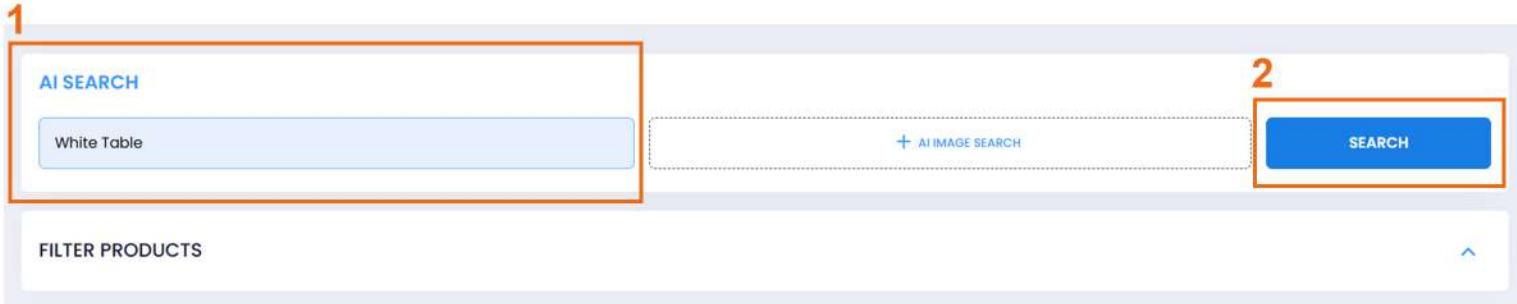 1
AI SEARCH
2
White Table
+ AI IMAGE SEARCH
SEARCH
FILTER PRODUCTS